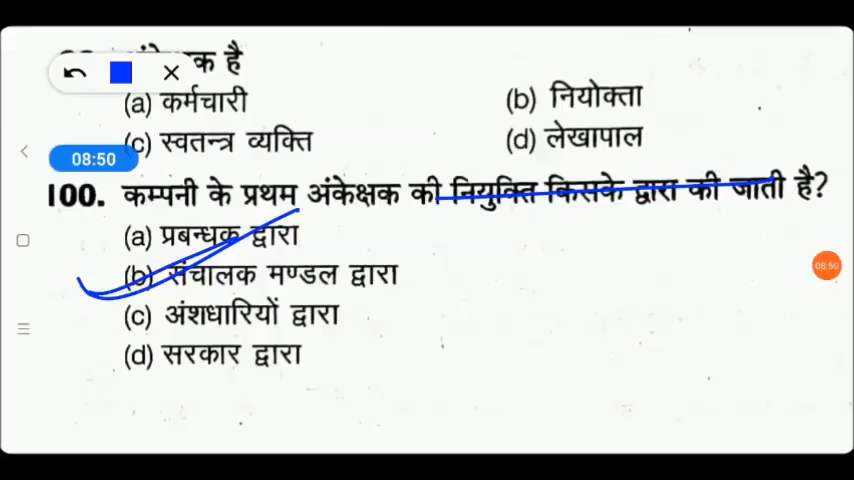 क है
(a) कर्मचारी (b) नियोक्ता
08:50 (c) स्वतन्त्र व्यक्ति (d) लेखापाल
100. कम्पनी के प्रथम अंकेक्षक की नियुक्ति किसके द्वारा की जाती है?
(a) प्रबन्धक द्वारा
(b) संचालक मण्डल द्वारा
08:50
(c) अंशधारियों द्वारा
(d) सरकार द्वारा